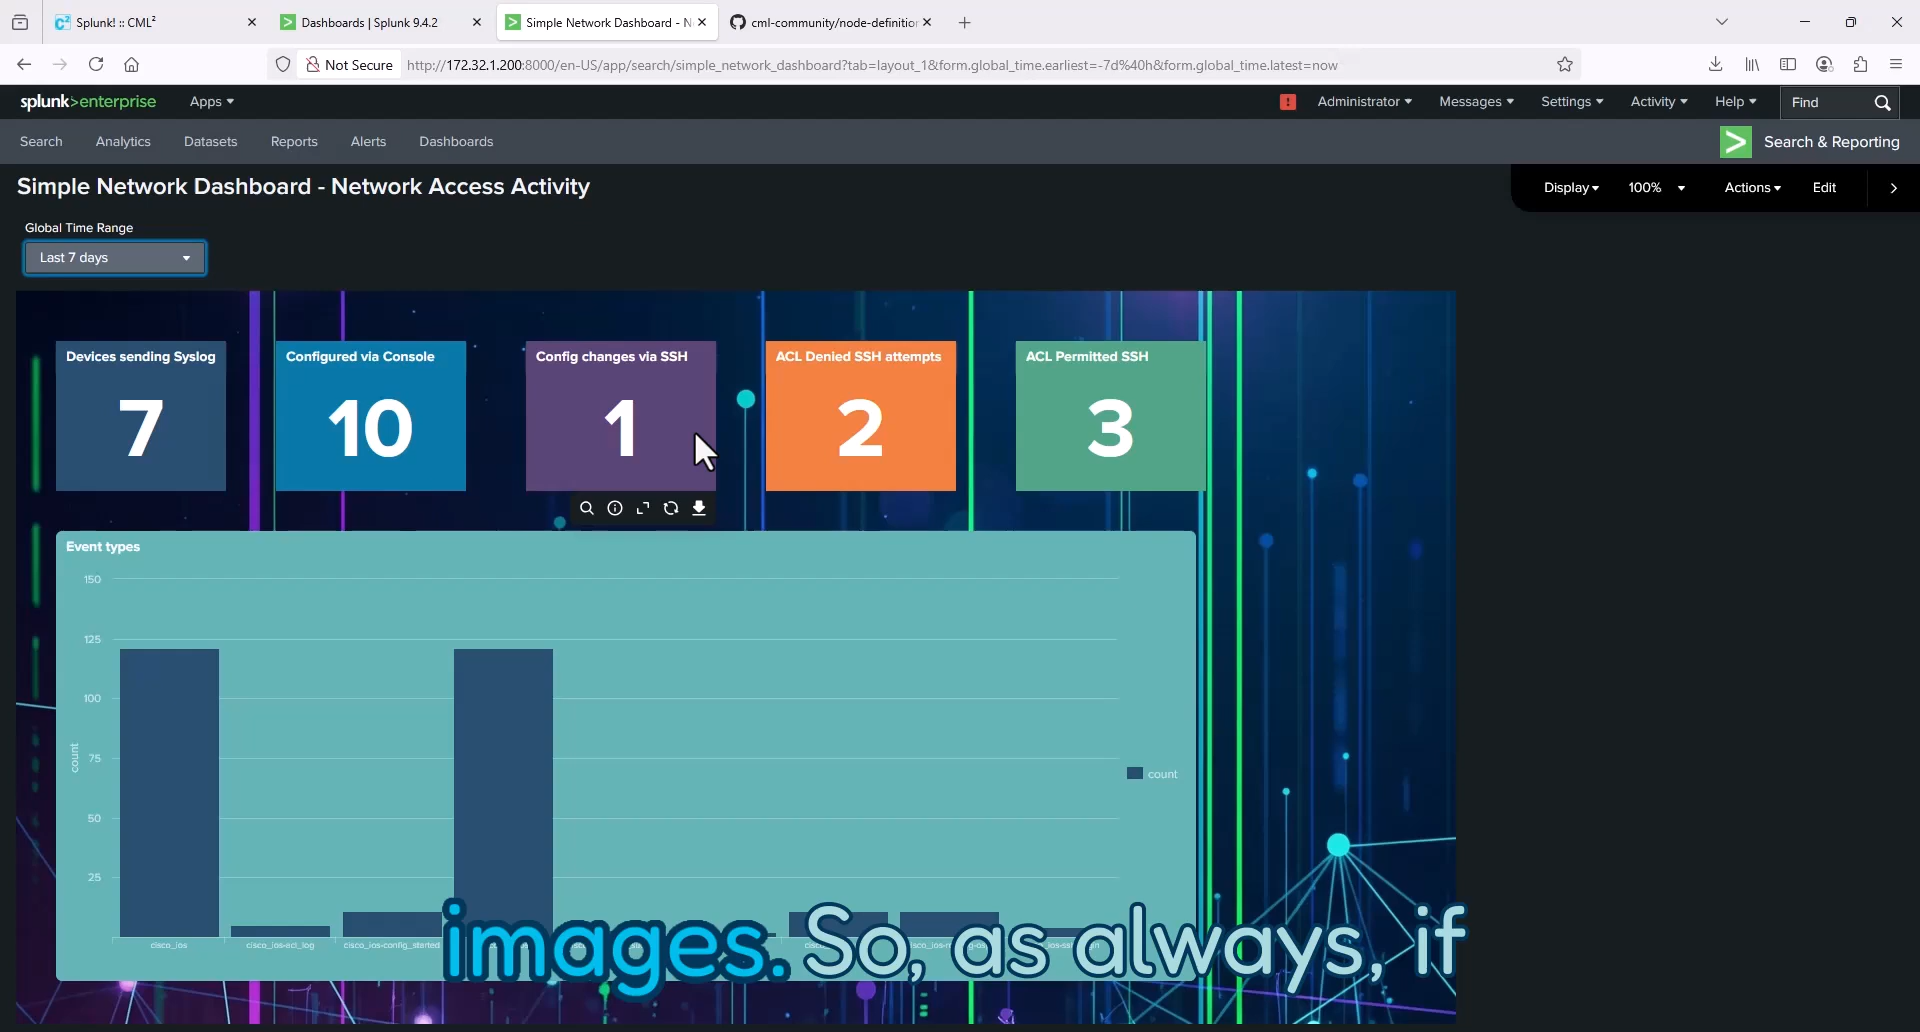 Splunk! :: CML²
Dashboards | Splunk 9.4.2
Simple Network Dashboard - N
cml-community/node-definition
Not Secure
http://172.32.1.200:8000/en-US/app/search/simple_network_dashboard?tab=layout_1&form.global_time.earliest=-7d%40h&form.global_time.latest=now
splunk>enterprise
Apps
Administrator
Messages
Settings
Activity
Help
Find
Search
Analytics
Datasets
Reports
Alerts
Dashboards
Search & Reporting
Simple Network Dashboard - Network Access Activity
Display
100%
Actions
Edit
Global Time Range
Last 7 days
Devices sending Syslog
7
Configured via Console
10
Config changes via SSH
1
ACL Denied SSH attempts
2
ACL Permitted SSH
3
Event types
150
125
100
75
50
25
count
count
cisco_ios
cisco_ios-acl_log
cisco_ios-config_started
images. So, as always, if